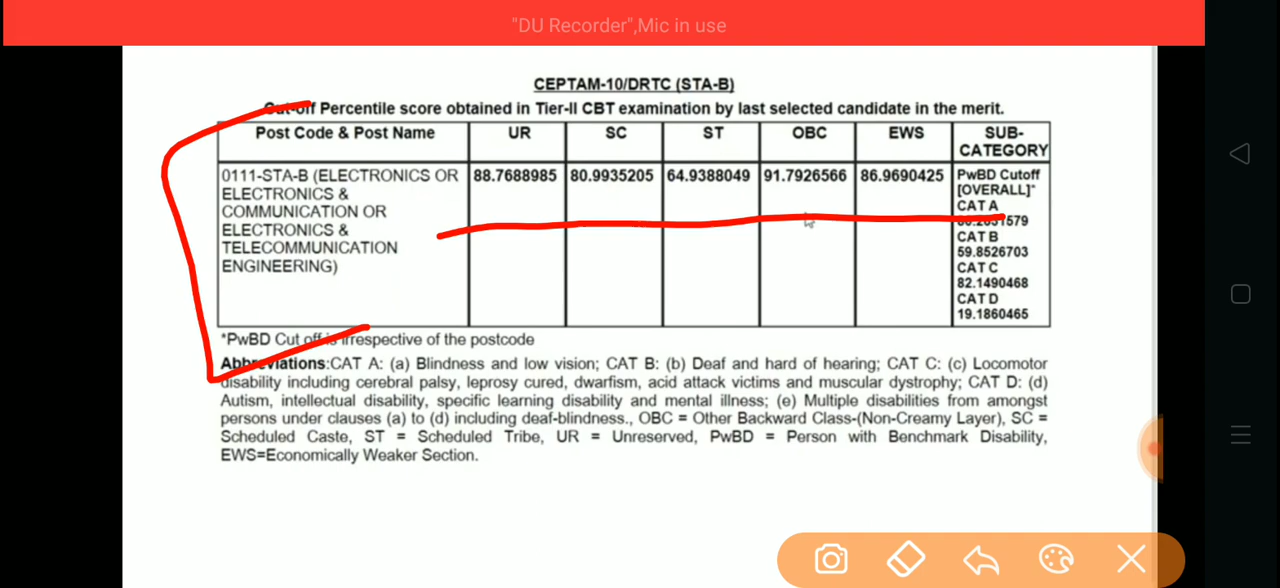 "DU Recorder",Mic in use
CEPTAM-10/DRTC (STA-B)
Cut-off Percentile score obtained in Tier-II CBT examination by last selected candidate in the merit.
Post Code & Post Name UR SC ST OBC EWS SUB-CATEGORY
0111-STA-B (ELECTRONICS OR 88.7688985 80.9935205 64.9388049 91.7926566 86.9690425 PwBD Cutoff
ELECTRONICS & [OVERALL]*
COMMUNICATION OR CAT A
ELECTRONICS &
TELECOMMUNICATION CAT B
ENGINEERING) 59.8526703
CAT C
82.1490468
CAT D
19.1860465
*PwBD Cut off is irrespective of the postcode
Abbreviations:CAT A: (a) Blindness and low vision; CAT B: (b) Deaf and hard of hearing; CAT C: (c) Locomotor
disability including cerebral palsy, leprosy cured, dwarfism, acid attack victims and muscular dystrophy; CAT D: (d)
Autism, intellectual disability, specific learning disability and mental illness; (e) Multiple disabilities from amongst
persons under clauses (a) to (d) including deaf-blindness., OBC = Other Backward Class-(Non-Creamy Layer), SC =
Scheduled Caste, ST = Scheduled Tribe, UR = Unreserved, PwBD = Person with Benchmark Disability,
EWS=Economically Weaker Section.